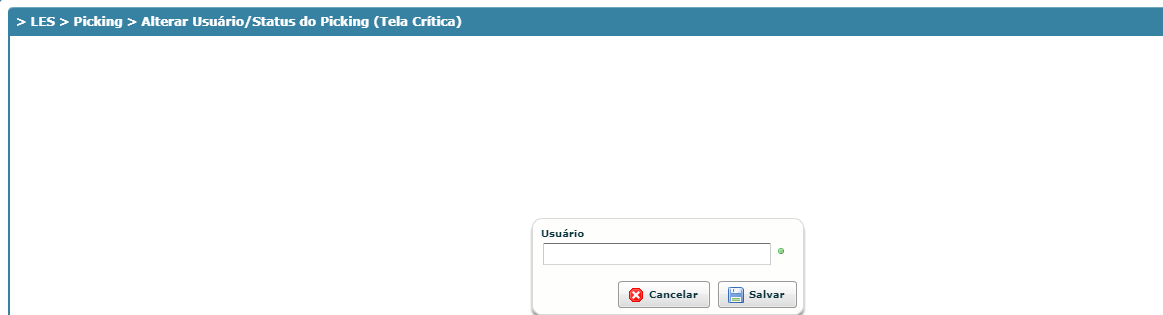 > LES > Picking > Alterar Usuário/Status do Picking (Tela Crítica)
Usuário
Cancelar Salvar